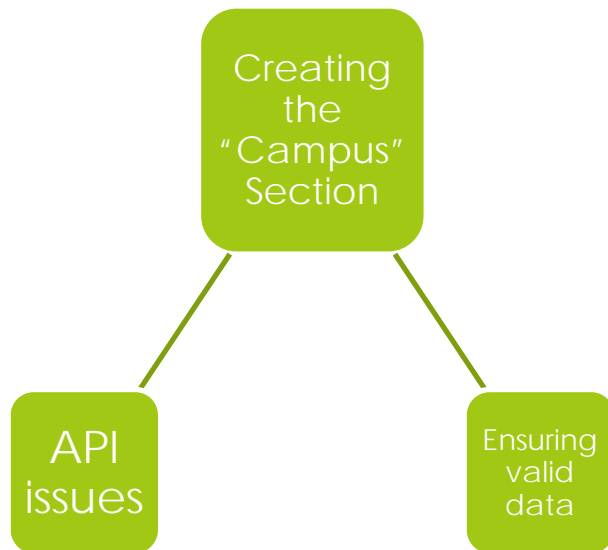 Creating
the
“Campus”
Section
API
issues
Ensuring
valid
data